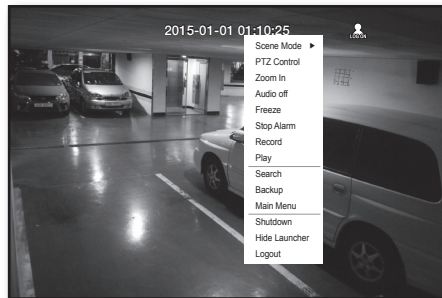 2015-01-01 01:10:25
LOG ON
Scene Mode ▶
PTZ Control
Zoom In
Audio off
Freeze
Stop Alarm
Record
Play
Search
Backup
Main Menu
Shutdown
Hide Launcher
Logout